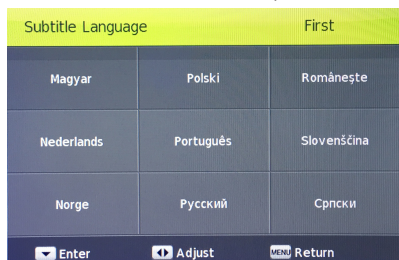 Subtitle Language First
Magyar Polski Românește
Nederlands Português Slovenščina
Norge Русский Српски
Enter Adjust MENU Return